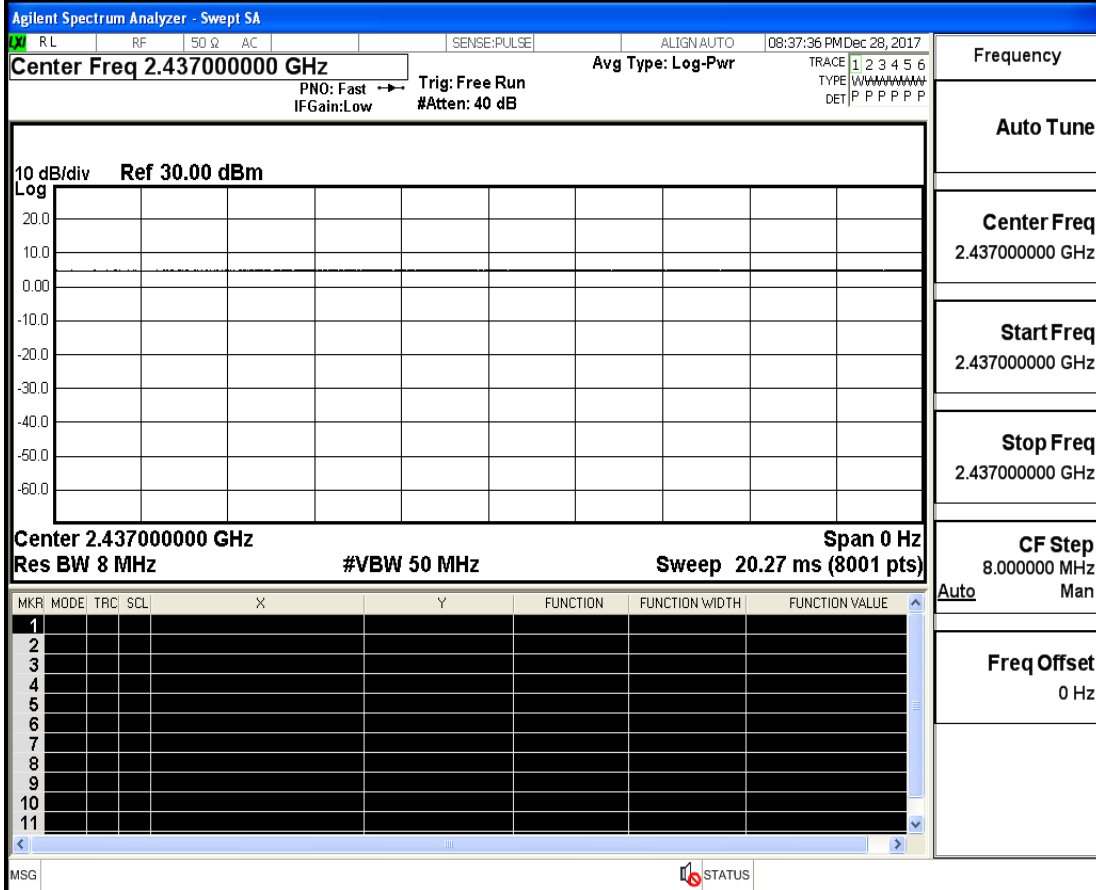 Agilent Spectrum Analyzer - Swept SA
LXI RL RF 50 Ω AC SENSE:PULSE ALIGN AUTO 08:37:36 PM Dec 28, 2017
Center Freq 2.437000000 GHz
PNO: Fast
IFGain:Low
Trig: Free Run
#Atten: 40 dB
Avg Type: Log-Pwr
TRACE 1 2 3 4 5 6
TYPE WWWWWW
DET P P P P P P
10 dB/div Ref 30.00 dBm
Log
20.0
10.0
0.00
-10.0
-20.0
-30.0
-40.0
-50.0
-60.0
Center 2.437000000 GHz Span 0 Hz
Res BW 8 MHz #VBW 50 MHz Sweep 20.27 ms (8001 pts)
MKR MODE TRC SCL X Y FUNCTION FUNCTION WIDTH FUNCTION VALUE
1
2
3
4
5
6
7
8
9
10
11
MSG STATUS
Frequency
Auto Tune
Center Freq
2.437000000 GHz
Start Freq
2.437000000 GHz
Stop Freq
2.437000000 GHz
CF Step
8.000000 MHz
Auto Man
Freq Offset
0 Hz